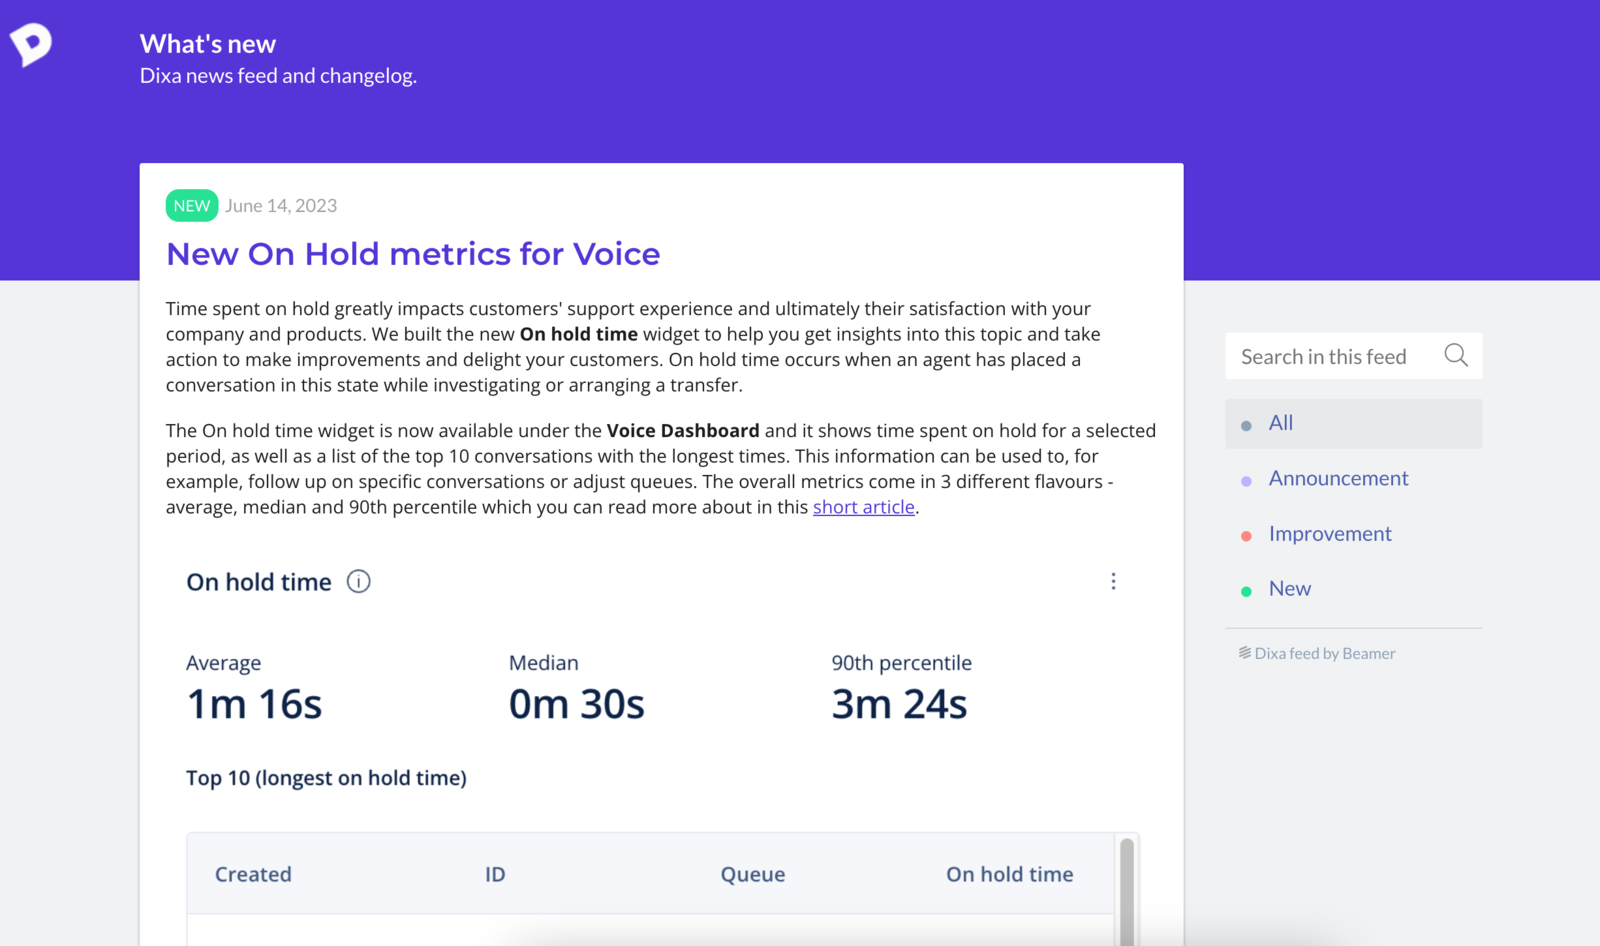 What's new
Dixa news feed and changelog.
NEW June 14, 2023
New On Hold metrics for Voice
Time spent on hold greatly impacts customers' support experience and ultimately their satisfaction with your
company and products. We built the new On hold time widget to help you get insights into this topic and take
action to make improvements and delight your customers. On hold time occurs when an agent has placed a
conversation in this state while investigating or arranging a transfer.
The On hold time widget is now available under the Voice Dashboard and it shows time spent on hold for a selected
period, as well as a list of the top 10 conversations with the longest times. This information can be used to, for
example, follow up on specific conversations or adjust queues. The overall metrics come in 3 different flavours -
average, median and 90th percentile which you can read more about in this short article.
On hold time
Average Median 90th percentile
1m 16s 0m 30s 3m 24s
Top 10 (longest on hold time)
Created ID Queue On hold time
Search in this feed
All
Announcement
Improvement
New
Dixa feed by Beamer